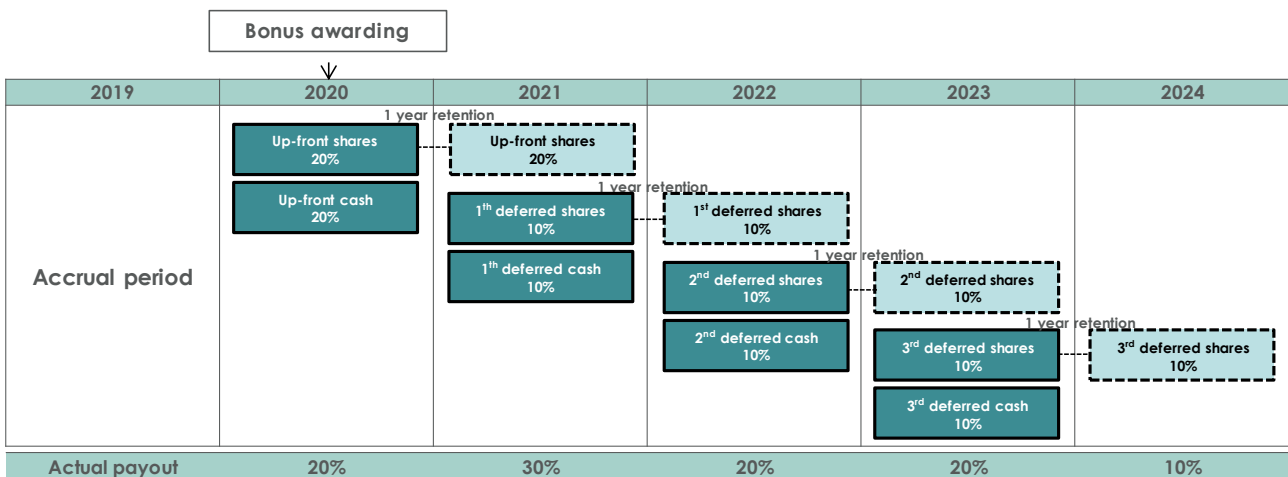 Bonus awarding
2019 2020 2021 2022 2023 2024
1 year retention
Up-front shares
20%
Up-front shares
20%
Up-front cash
20%
1 year retention
1th deferred shares
10%
1st deferred shares
10%
1th deferred cash
10%
Accrual period
1 year retention
2nd deferred shares
10%
2nd deferred shares
10%
2nd deferred cash
10%
1 year retention
3rd deferred shares
10%
3rd deferred shares
10%
3rd deferred cash
10%
Actual payout 20% 30% 20% 20% 10%